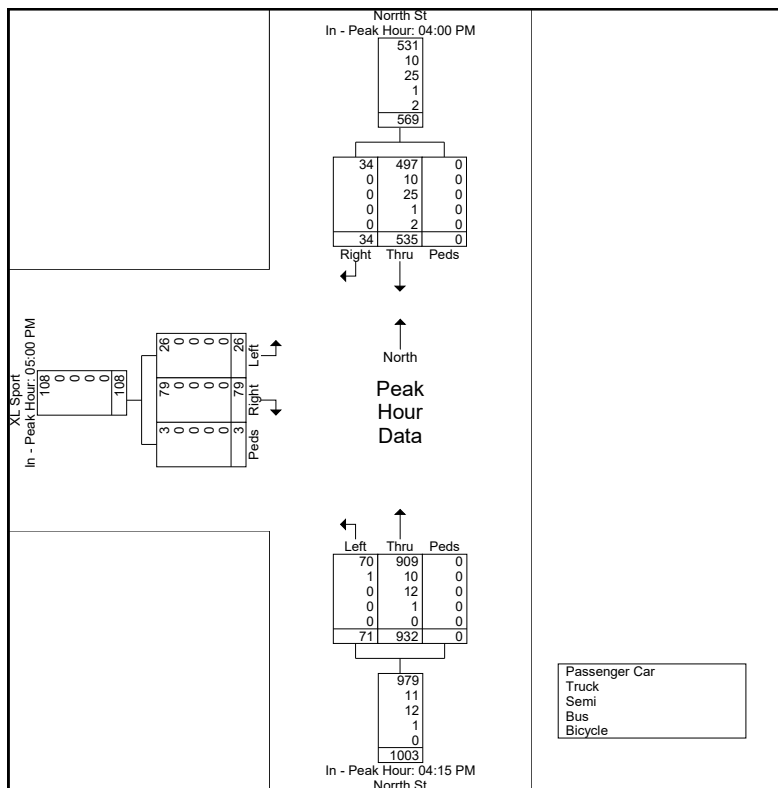 Norrth St
In - Peak Hour: 04:00 PM
531
10
25
1
2
569
34 497 0
0 10 0
0 25 0
0 1 0
0 2 0
34 535 0
Right Thru Peds
XL Sport
In - Peak Hour: 05:00 PM
108
0
0
0
0
108
26 0 0 0 0 26 Left
79 0 0 0 0 79 Right
3 0 0 0 0 3 Peds
North
Peak
Hour
Data
Left Thru Peds
70 909 0
1 10 0
0 12 0
0 1 0
0 0 0
71 932 0
979
11
12
1
0
1003
In - Peak Hour: 04:15 PM
Norrth St
Passenger Car
Truck
Semi
Bus
Bicycle